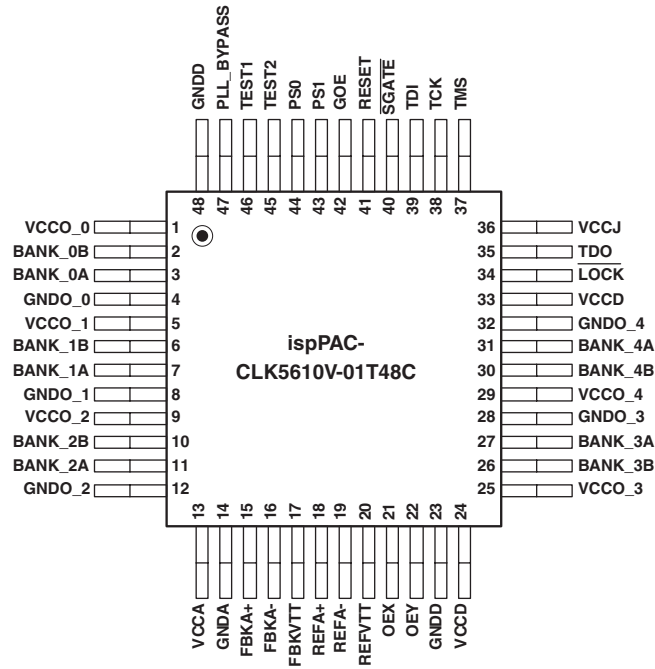 GNDD
PLL_BYPASS
TEST1
TEST2
PS0
PS1
GOE
RESET
SGATE
TDI
TCK
TMS
48
47
46
45
44
43
42
41
40
39
38
37
VCCO_0 1
BANK_0B 2
BANK_0A 3
GNDO_0 4
VCCO_1 5
BANK_1B 6
BANK_1A 7
GNDO_1 8
VCCO_2 9
BANK_2B 10
BANK_2A 11
GNDO_2 12
ispPAC-
CLK5610V-01T48C
36 VCCJ
35 TDO
34 LOCK
33 VCCD
32 GNDO_4
31 BANK_4A
30 BANK_4B
29 VCCO_4
28 GNDO_3
27 BANK_3A
26 BANK_3B
25 VCCO_3
13
14
15
16
17
18
19
20
21
22
23
24
VCCA
GNDA
FBKA+
FBKA-
FBKVTT
REFA+
REFA-
REFVTT
OEX
OEY
GNDD
VCCD